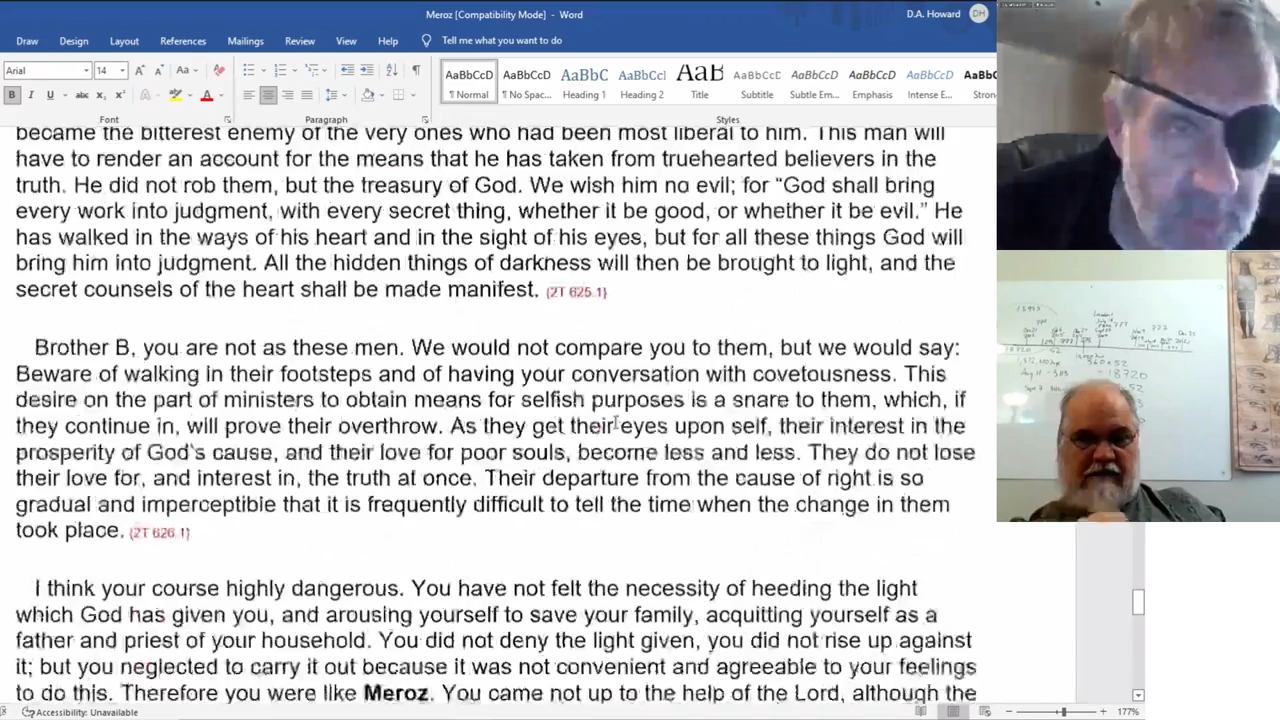 Meroz [Compatibility Mode] - Word
D.A. Howard DH
Draw Design Layout References Mailings Review View Help Tell me what you want to do
Arial 14 Aa
AaBbCcD AaBbCcD AaBbC AaBbCcI AaB AaBbCcD AaBbCcD AaBbCcD AaBbCcD
¶ Normal ¶ No Spac... Heading 1 Heading 2 Title Subtitle Subtle Em... Emphasis Intense E...
Font Paragraph Styles
became the bitterest enemy of the very ones who had been most liberal to him. This man will
have to render an account for the means that he has taken from truehearted believers in the
truth. He did not rob them, but the treasury of God. We wish him no evil; for “God shall bring
every work into judgment, with every secret thing, whether it be good, or whether it be evil.” He
has walked in the ways of his heart and in the sight of his eyes, but for all these things God will
bring him into judgment. All the hidden things of darkness will then be brought to light, and the
secret counsels of the heart shall be made manifest. {2T 625.1}
Brother B, you are not as these men. We would not compare you to them, but we would say:
Beware of walking in their footsteps and of having your conversation with covetousness. This
desire on the part of ministers to obtain means for selfish purposes is a snare to them, which, if
they continue in, will prove their overthrow. As they get their eyes upon self, their interest in the
prosperity of God's cause, and their love for poor souls, become less and less. They do not lose
their love for, and interest in, the truth at once. Their departure from the cause of right is so
gradual and imperceptible that it is frequently difficult to tell the time when the change in them
took place. {2T 626.1}
I think your course highly dangerous. You have not felt the necessity of heeding the light
which God has given you, and arousing yourself to save your family, acquitting yourself as a
father and priest of your household. You did not deny the light given, you did not rise up against
it; but you neglected to carry it out because it was not convenient and agreeable to your feelings
to do this. Therefore you were like Meroz. You came not up to the help of the Lord, although the
Accessibility: Unavailable
177%